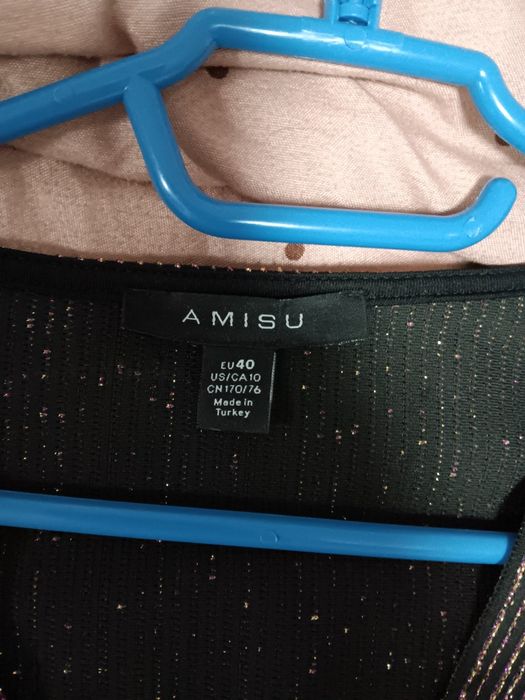 AMISU
EU 40
US/CA 10
CN 170/76
Made in
Turkey